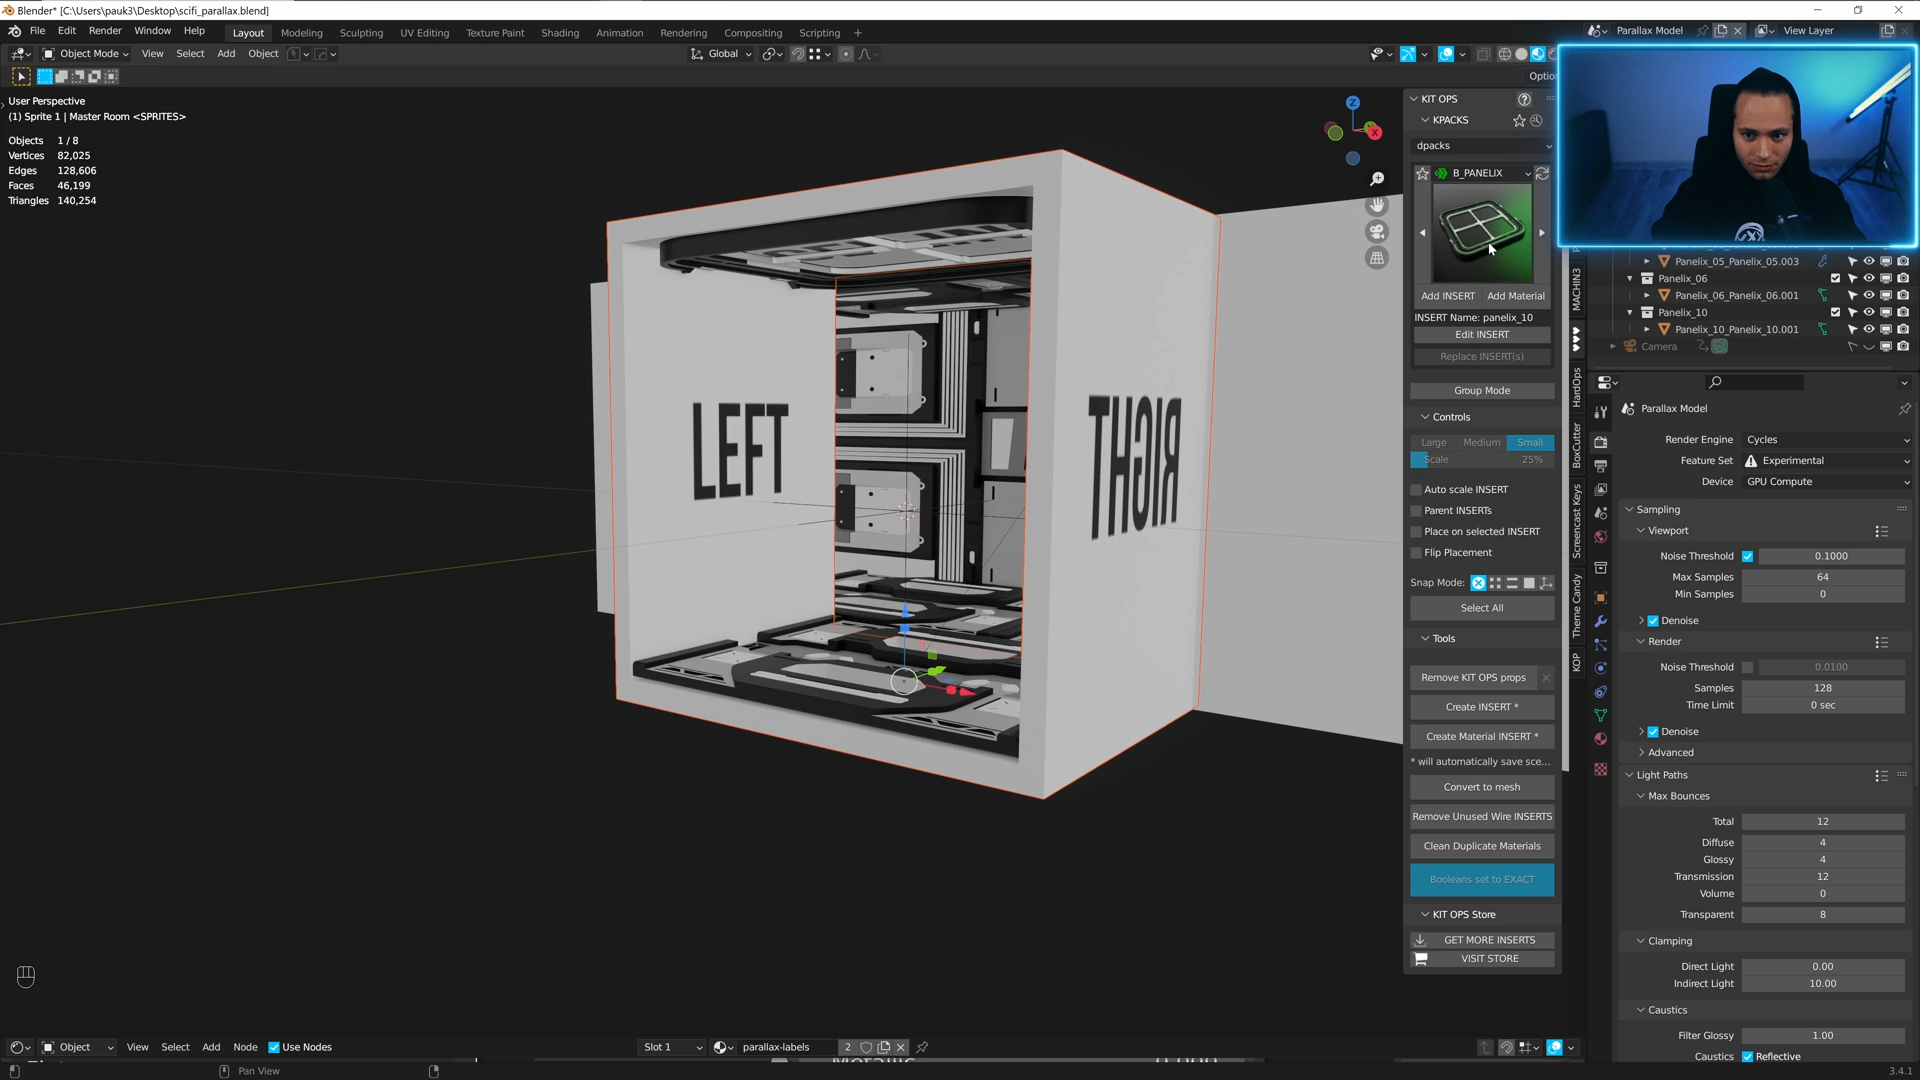 Blender* [C:\Users\pauk3\Desktop\scifi_parallax.blend]
File Edit Render Window Help Layout Modeling Sculpting UV Editing Texture Paint Shading Animation Rendering Compositing Scripting +
Parallax Model View Layer
Object Mode View Select Add Object Global
Optio
User Perspective
(1) Sprite 1 | Master Room <SPRITES>
Objects 1 / 8
Vertices 82,025
Edges 128,606
Faces 46,199
Triangles 140,254
LEFT
RIGHT
Z
X
KIT OPS
KPACKS
dpacks
B_PANELIX
Add INSERT Add Material
INSERT Name: panelix_10
Edit INSERT
Replace INSERT(s)
Group Mode
Controls
Large Medium Small
Scale 25%
Auto scale INSERT
Parent INSERTs
Place on selected INSERT
Flip Placement
Snap Mode:
Select All
Tools
Remove KIT OPS props
Create INSERT *
Create Material INSERT *
* will automatically save sce...
Convert to mesh
Remove Unused Wire INSERTS
Clean Duplicate Materials
Booleans set to EXACT
KIT OPS Store
GET MORE INSERTS
VISIT STORE
MACHIN3
HardOps
BoxCutter
Screencast Keys
Theme Candy
KOP
Panelix_05_Panelix_05.003
Panelix_06
Panelix_06_Panelix_06.001
Panelix_10
Panelix_10_Panelix_10.001
Camera
Parallax Model
Render Engine Cycles
Feature Set Experimental
Device GPU Compute
Sampling
Viewport
Noise Threshold 0.1000
Max Samples 64
Min Samples 0
Denoise
Render
Noise Threshold 0.0100
Samples 128
Time Limit 0 sec
Denoise
Advanced
Light Paths
Max Bounces
Total 12
Diffuse 4
Glossy 4
Transmission 12
Volume 0
Transparent 8
Clamping
Direct Light 0.00
Indirect Light 10.00
Caustics
Filter Glossy 1.00
Caustics Reflective
Object View Select Add Node Use Nodes Slot 1 parallax-labels 2
Pan View
3.4.1